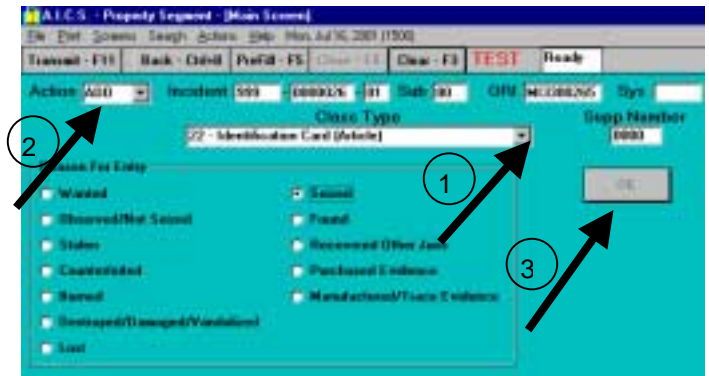 A.I.C.S. - Property Segment - [Main Screen]
File Print Screens Search Actions Help Mon, Jul 16, 2001 (1500)
Transmit - F11 Back - Ctrl+B PreFill - F5 Clear - F3 TEST Ready
Action ADD Incident 999 - 0000026 - 01 Sub 00 ORI Sys
Class Type Supp Number
22 - Identification Card (Article) 0000
2
Reason For Entry
1
OK
Wanted Seized
Observed/Not Seized Found
Stolen Recovered Other Juris
3
Counterfeited Purchased Evidence
Burned Manufactured/Trace Evidence
Destroyed/Damaged/Vandalized
Lost